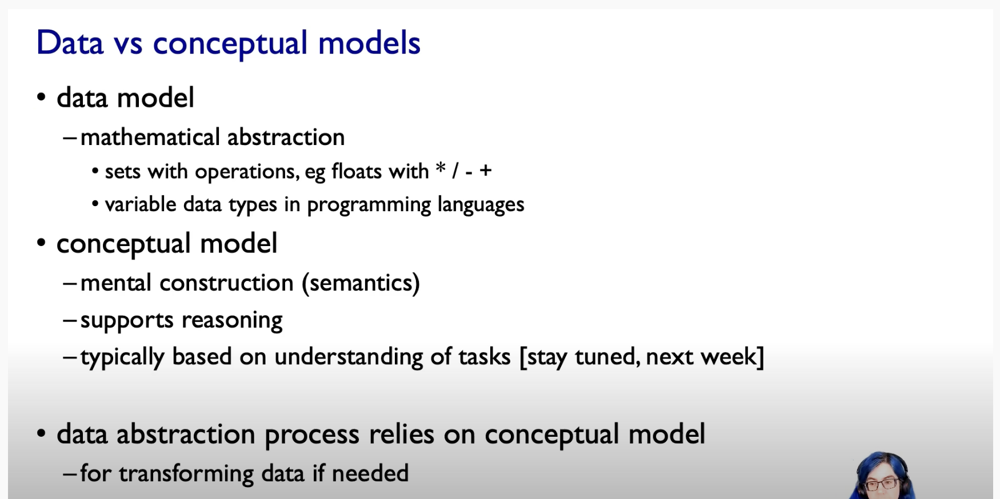 Data vs conceptual models
• data model
– mathematical abstraction
• sets with operations, eg floats with * / - +
• variable data types in programming languages
• conceptual model
– mental construction (semantics)
– supports reasoning
– typically based on understanding of tasks [stay tuned, next week]
• data abstraction process relies on conceptual model
– for transforming data if needed